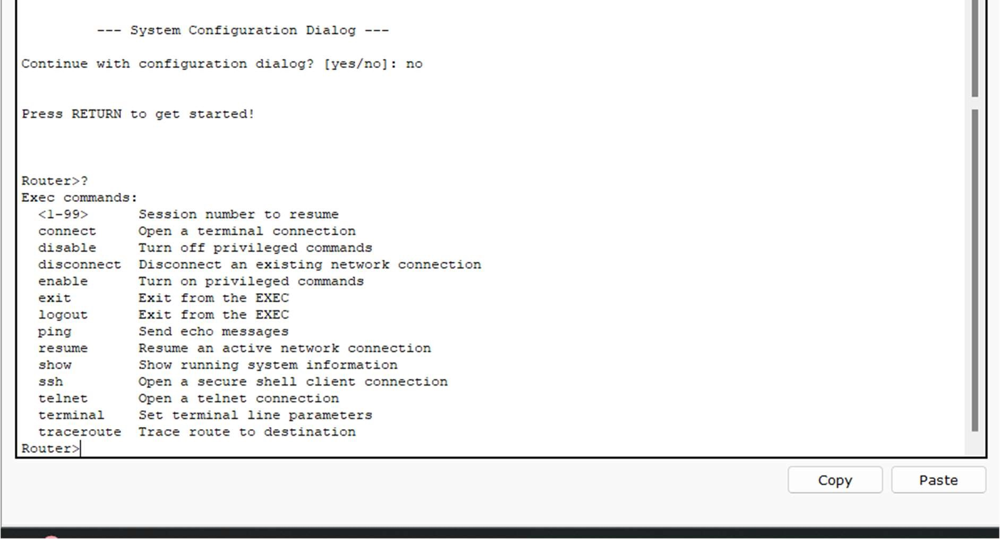 --- System Configuration Dialog ---
Continue with configuration dialog? [yes/no]: no
Press RETURN to get started!
Router>?
Exec commands:
<1-99> Session number to resume
connect Open a terminal connection
disable Turn off privileged commands
disconnect Disconnect an existing network connection
enable Turn on privileged commands
exit Exit from the EXEC
logout Exit from the EXEC
ping Send echo messages
resume Resume an active network connection
show Show running system information
ssh Open a secure shell client connection
telnet Open a telnet connection
terminal Set terminal line parameters
traceroute Trace route to destination
Router>
Copy Paste